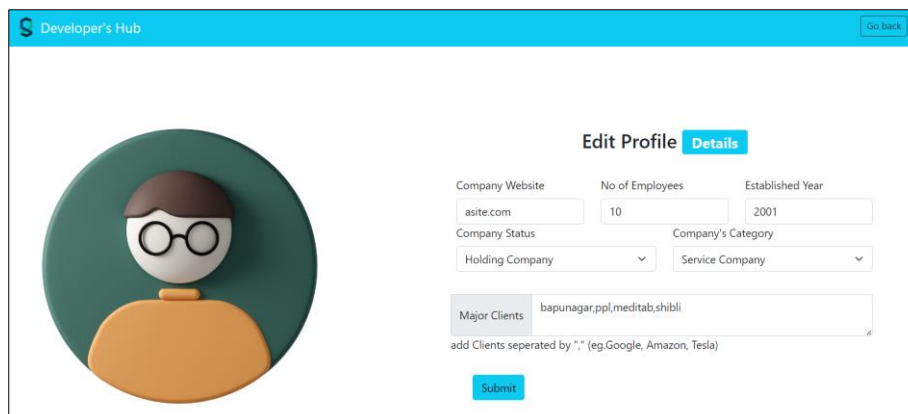 Developer's Hub
Go back
Edit Profile Details
Company Website No of Employees Established Year
asite.com 10 2001
Company Status Company's Category
Holding Company Service Company
Major Clients bapunagar,ppl,meditab,shibli
add Clients seperated by "," (eg.Google, Amazon, Tesla)
Submit